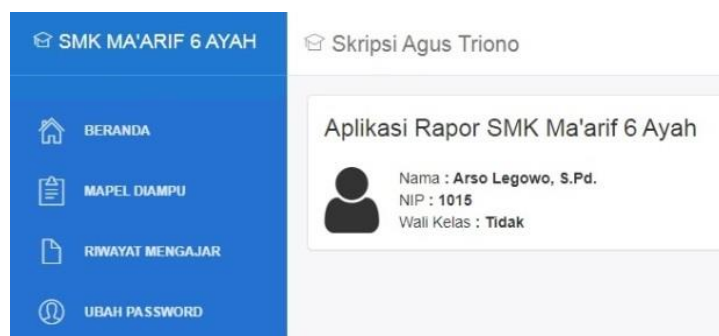 SMK MA'ARIF 6 AYAH
Skripsi Agus Triono
BERANDA
MAPEL DIAMPU
RIWAYAT MENGAJAR
UBAH PASSWORD
Aplikasi Rapor SMK Ma'arif 6 Ayah
Nama : Arso Legowo, S.Pd.
NIP : 1015
Wali Kelas : Tidak